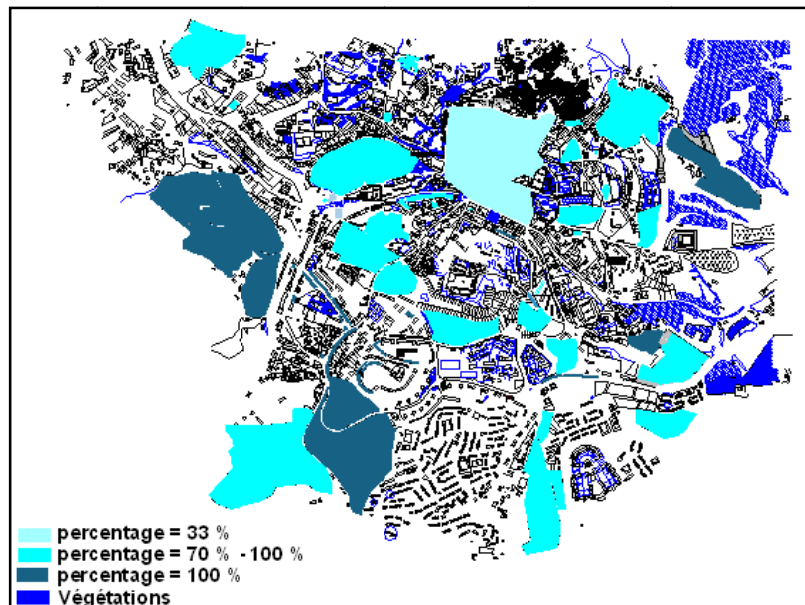 percentage = 33 %
percentage = 70 % - 100 %
percentage = 100 %
Végétations